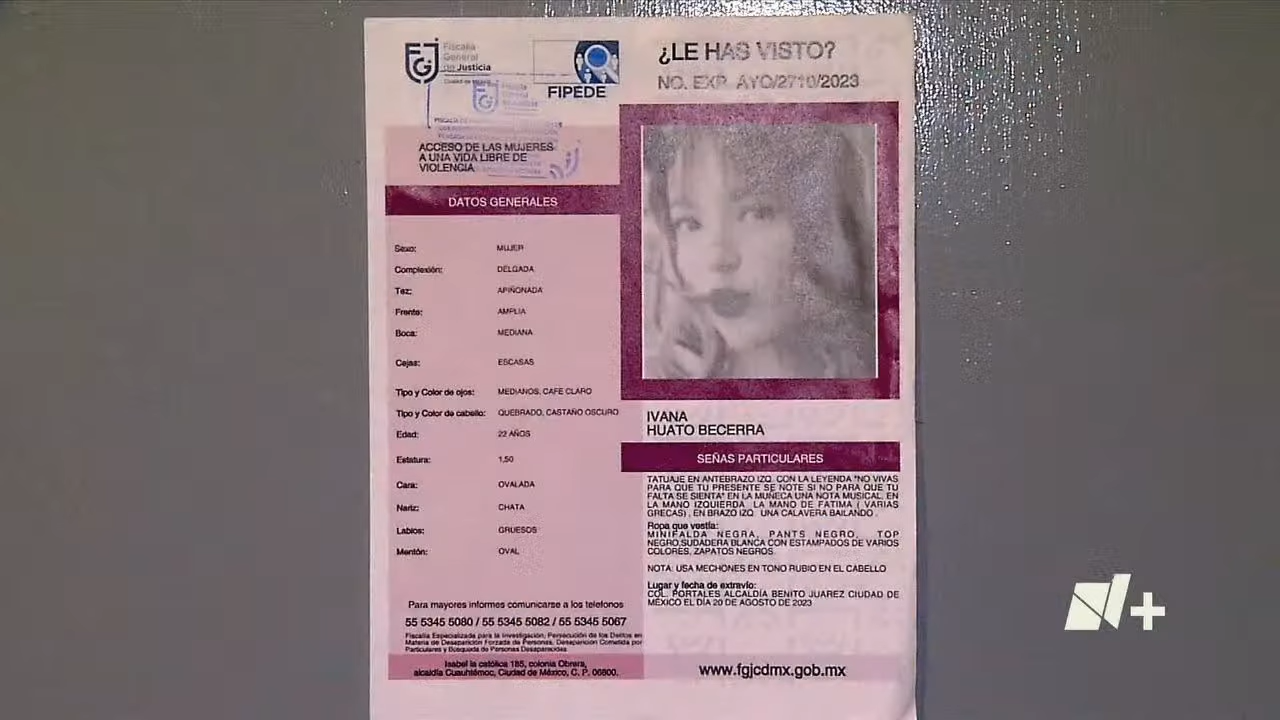 Fiscalía
General
de Justicia
Ciudad de México
FIPEDE
¿LE HAS VISTO?
NO. EXP. AYO/2710/2023
ACCESO DE LAS MUJERES
A UNA VIDA LIBRE DE
VIOLENCIA
DATOS GENERALES
Sexo: MUJER
Complexión: DELGADA
Tez: APIÑONADA
Frente: AMPLIA
Boca: MEDIANA
Cejas: ESCASAS
Tipo y Color de ojos: MEDIANOS, CAFE CLARO
Tipo y Color de cabello: QUEBRADO, CASTAÑO OSCURO
Edad: 22 AÑOS
Estatura: 1,50
Cara: OVALADA
Nariz: CHATA
Labios: GRUESOS
Mentón: OVAL
Para mayores informes comunicarse a los telefonos
55 5345 5080 / 55 5345 5082 / 55 5345 5067
Fiscalía Especializada para la Investigación, Persecución de los Delitos en
Materia de Desaparición Forzada de Personas, Desaparición Cometida por
Particulares y Búsqueda de Personas Desaparecidas
Isabel la católica 185, colonia Obrera,
alcaldía Cuauhtémoc, Ciudad de México, C. P. 06800.
IVANA
HUATO BECERRA
SEÑAS PARTICULARES
TATUAJE EN ANTEBRAZO IZQ. CON LA LEYENDA "NO VIVAS
PARA QUE TU PRESENTE SE NOTE SI NO PARA QUE TU
FALTA SE SIENTA" EN LA MUÑECA UNA NOTA MUSICAL, EN
LA MANO IZQUIERDA LA MANO DE FATIMA ( VARIAS
GRECAS) , EN BRAZO IZQ. UNA CALAVERA BAILANDO .
Ropa que vestía:
MINIFALDA NEGRA, PANTS NEGRO, TOP
NEGRO,SUDADERA BLANCA CON ESTAMPADOS DE VARIOS
COLORES, ZAPATOS NEGROS.
NOTA: USA MECHONES EN TONO RUBIO EN EL CABELLO
Lugar y fecha de extravío:
COL. PORTALES ALCALDÍA BENITO JUAREZ CIUDAD DE
MÉXICO EL DÍA 20 DE AGOSTO DE 2023
www.fgjcdmx.gob.mx
N+